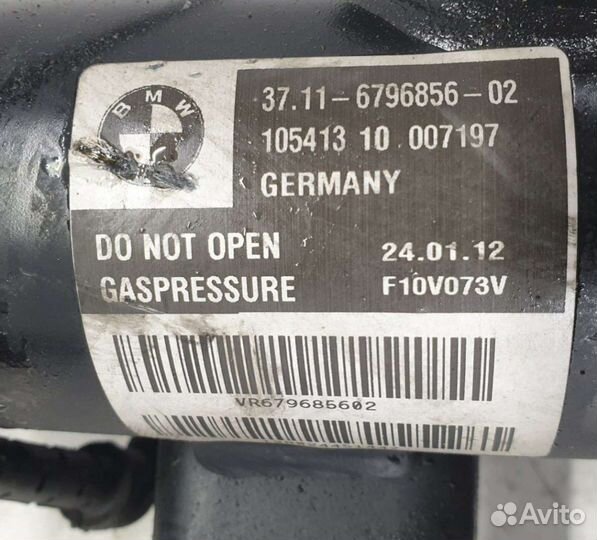 BMW
37.11-6796856-02
105413 10 007197
GERMANY
DO NOT OPEN
24.01.12
GASPRESSURE
F10V073V
VR679685602
Avito